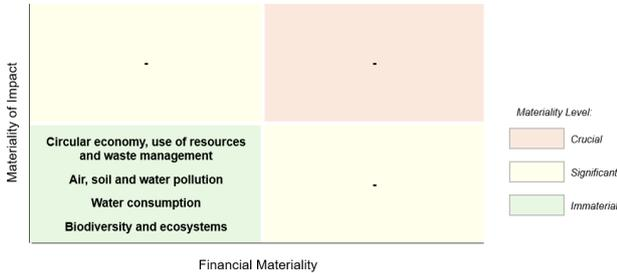 Materiality of Impact
-
-
Circular economy, use of resources
and waste management
Air, soil and water pollution
Water consumption
Biodiversity and ecosystems
-
Financial Materiality
Materiality Level:
Crucial
Significant
Immaterial